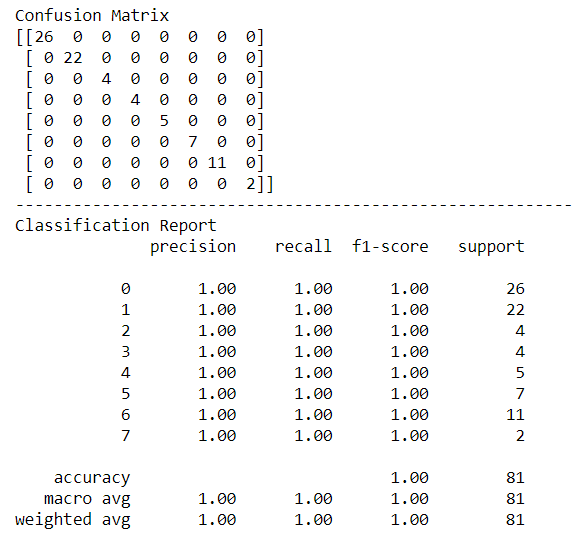 Confusion Matrix
[[26  0  0  0  0  0  0  0]
 [ 0 22  0  0  0  0  0  0]
 [ 0  0  4  0  0  0  0  0]
 [ 0  0  0  4  0  0  0  0]
 [ 0  0  0  0  5  0  0  0]
 [ 0  0  0  0  0  7  0  0]
 [ 0  0  0  0  0  0 11  0]
 [ 0  0  0  0  0  0  0  2]]
----------------------------------------------------------
Classification Report
              precision    recall  f1-score   support

           0       1.00      1.00      1.00        26
           1       1.00      1.00      1.00        22
           2       1.00      1.00      1.00         4
           3       1.00      1.00      1.00         4
           4       1.00      1.00      1.00         5
           5       1.00      1.00      1.00         7
           6       1.00      1.00      1.00        11
           7       1.00      1.00      1.00         2

    accuracy                           1.00        81
   macro avg       1.00      1.00      1.00        81
weighted avg       1.00      1.00      1.00        81